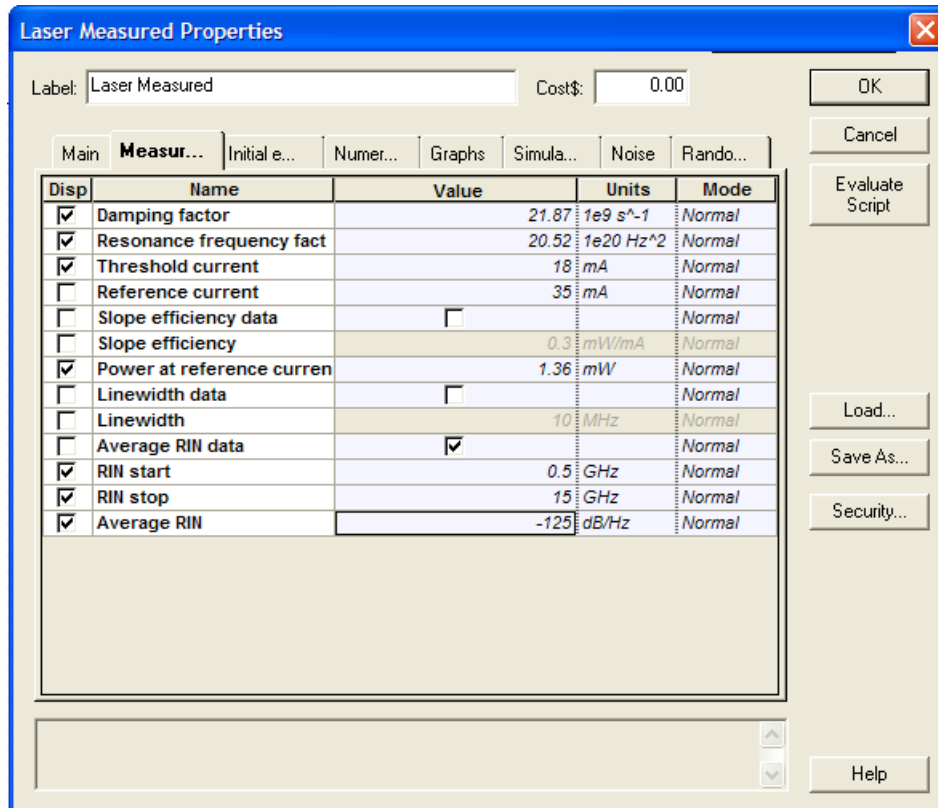 Laser Measured Properties
Label: Laser Measured Cost$: 0.00 OK
Cancel
Main Measur... Initial e... Numer... Graphs Simula... Noise Rando...
Evaluate Script
Disp Name Value Units Mode
Damping factor 21.87 1e9 s^-1 Normal
Resonance frequency fact 20.52 1e20 Hz^2 Normal
Threshold current 18 mA Normal
Reference current 35 mA Normal
Slope efficiency data Normal
Slope efficiency 0.3 mW/mA Normal
Power at reference curren 1.36 mW Normal
Linewidth data Normal
Linewidth 10 MHz Normal
Average RIN data Normal
RIN start 0.5 GHz Normal
RIN stop 15 GHz Normal
Average RIN -125 dB/Hz Normal
Load...
Save As...
Security...
Help